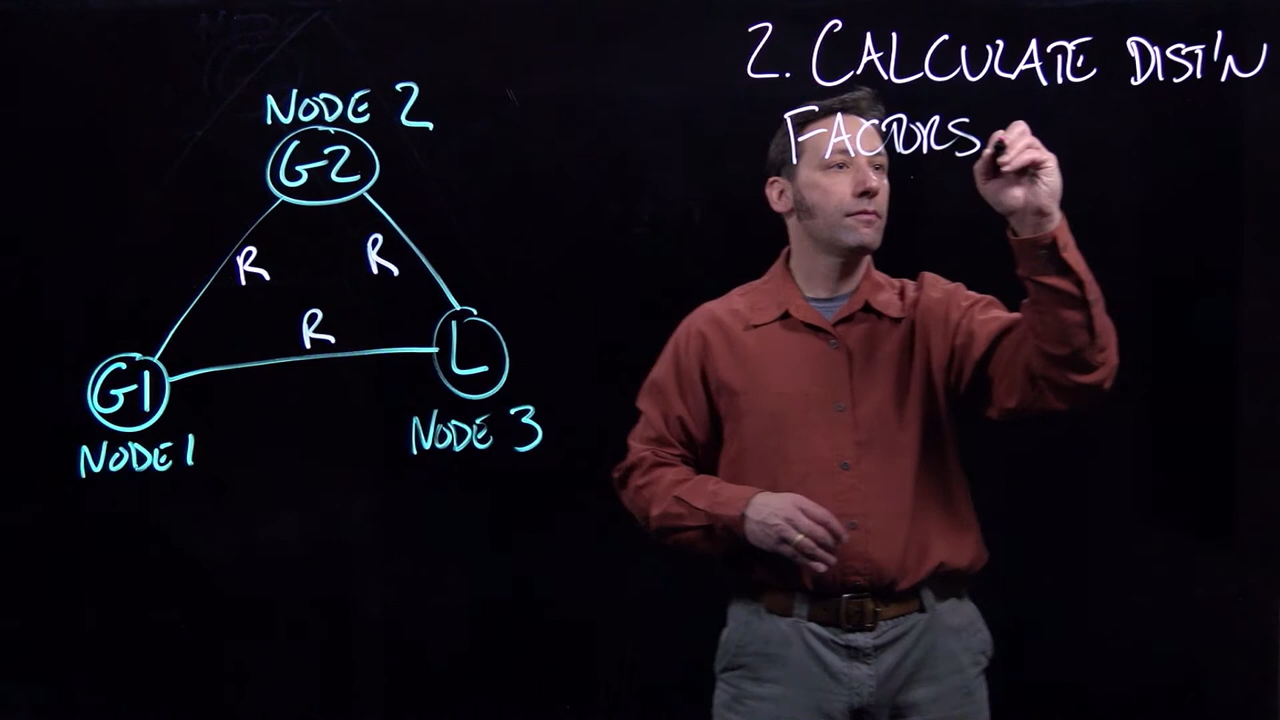 2. CALCULATE DIST'N
FACTORS
NODE 2
G2
R
R
R
G1
L
NODE 1
NODE 3